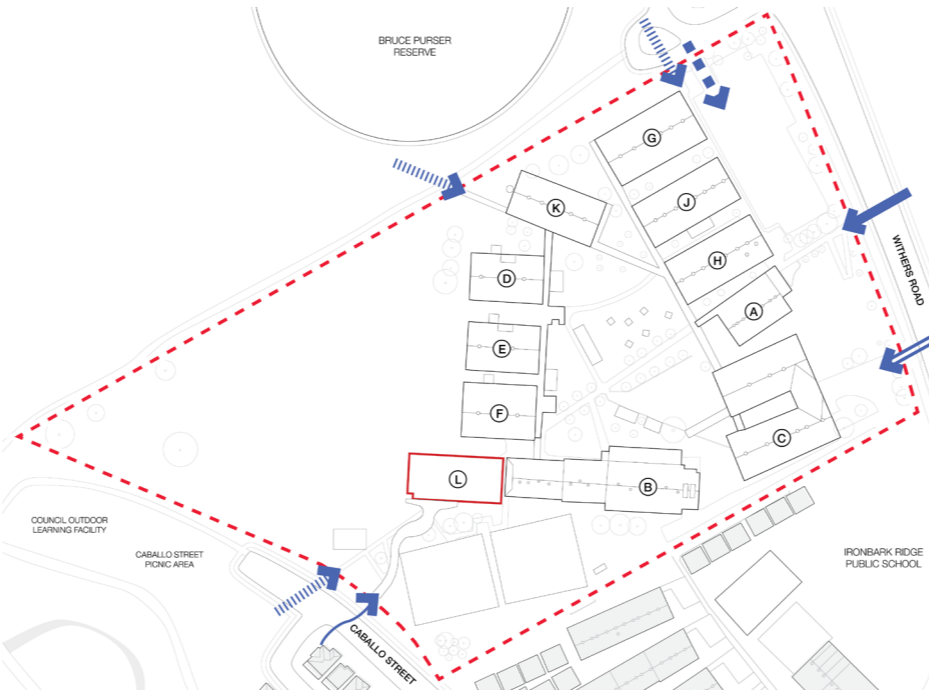 BRUCE PURSER
RESERVE
G
K
J
WITHERS ROAD
H
D
A
E
F
C
L
B
COUNCIL OUTDOOR
LEARNING FACILITY
CABALLO STREET
PICNIC AREA
IRONBARK RIDGE
PUBLIC SCHOOL
CABALLO STREET